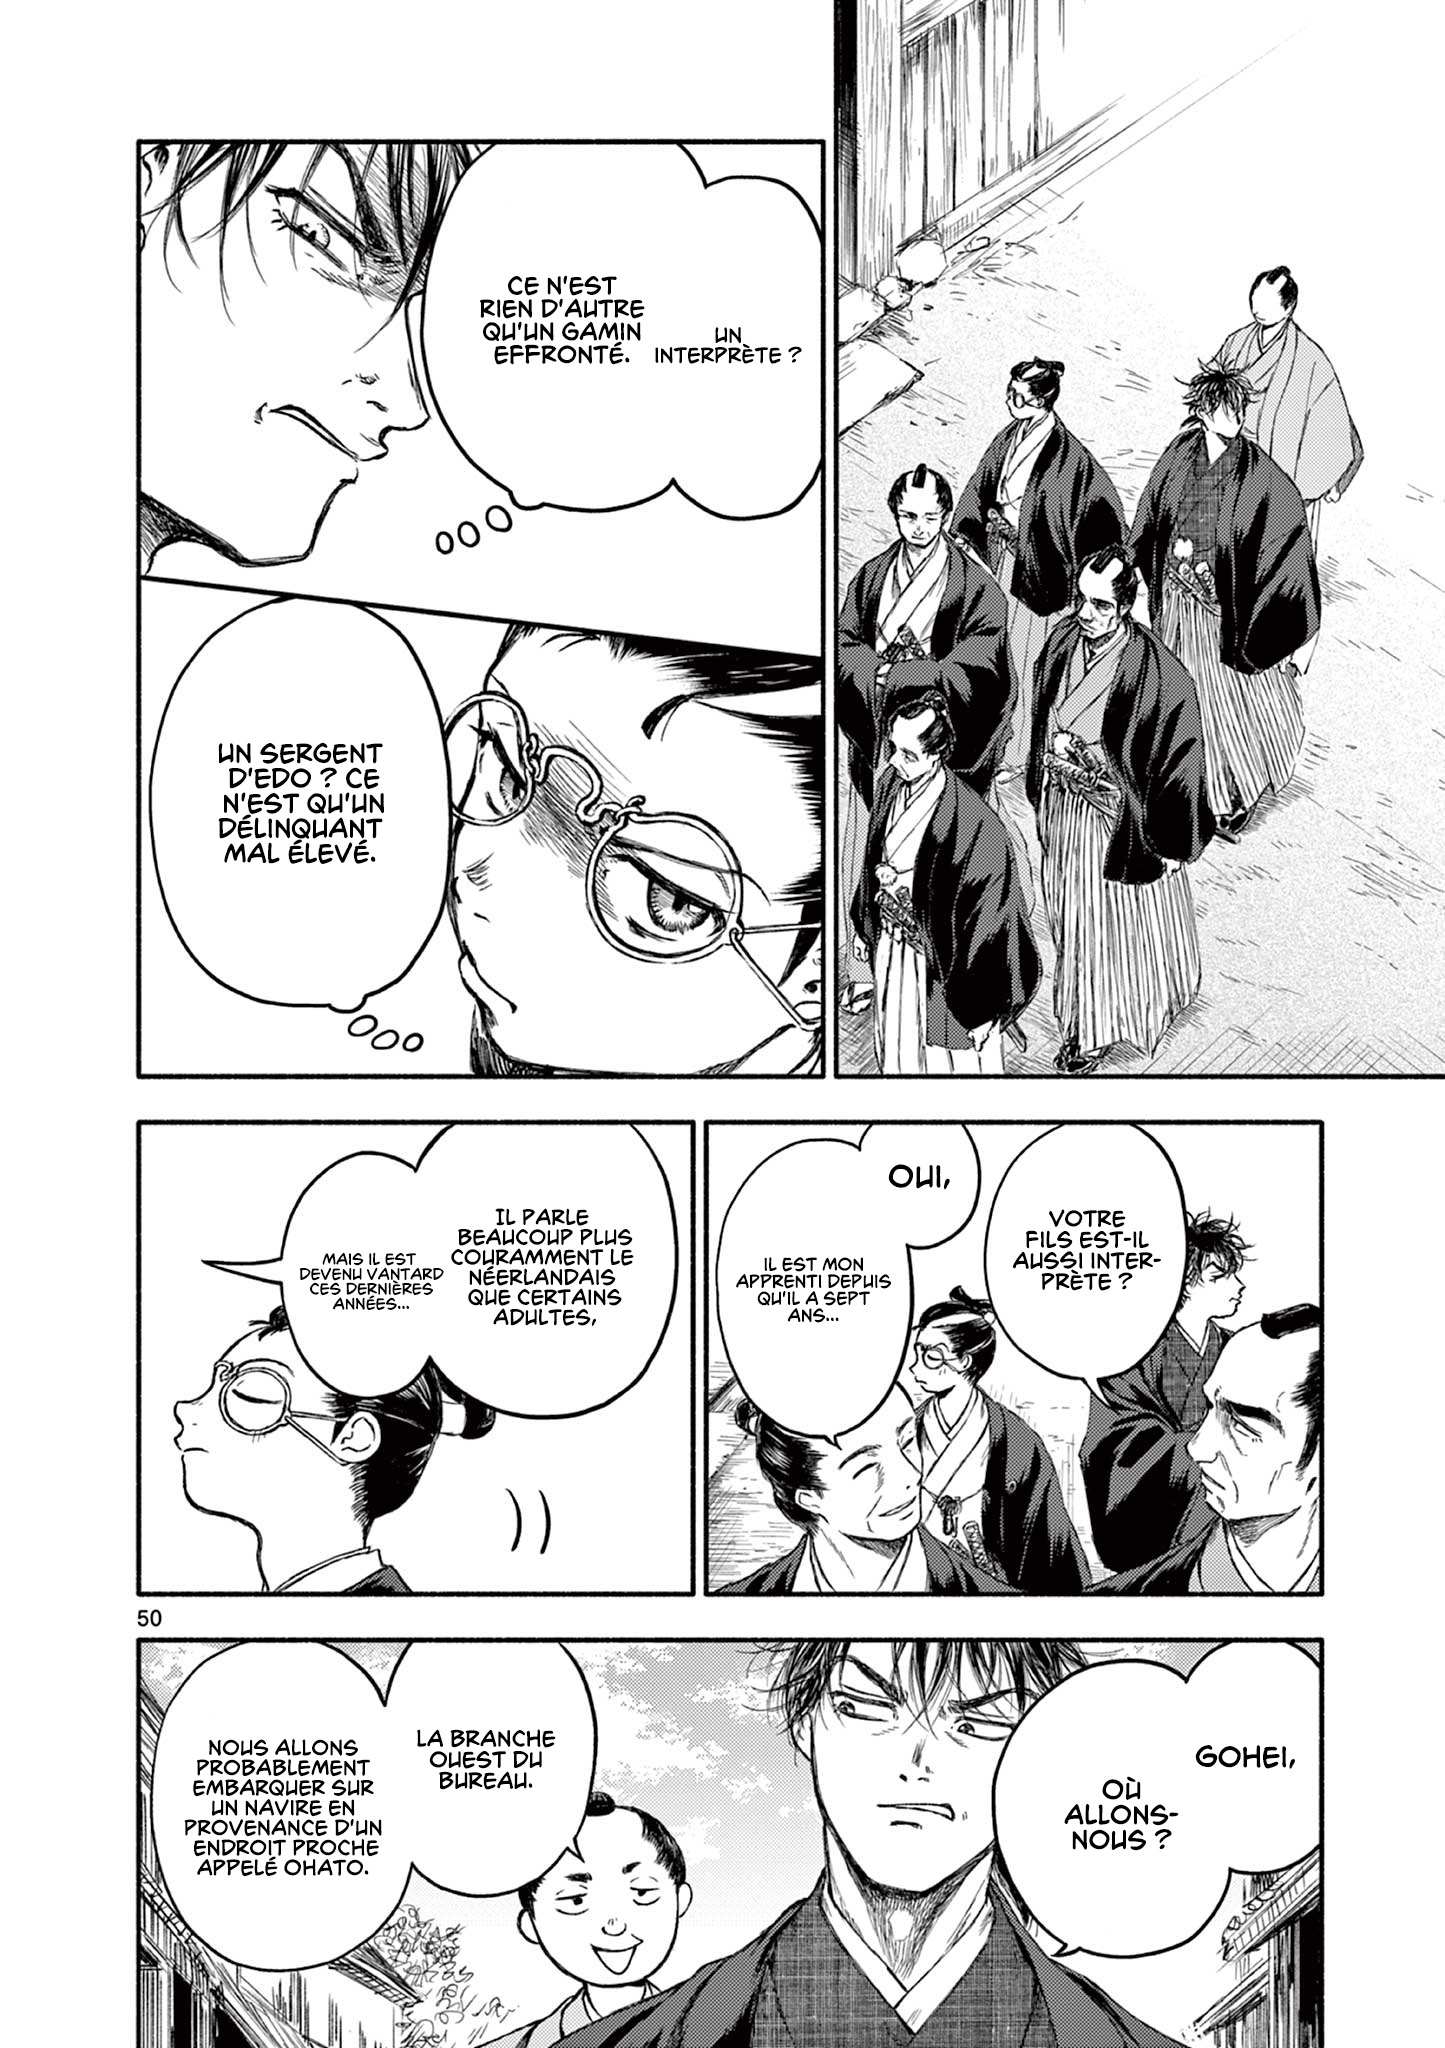 UN
INTERPRÈTE ?
CE N'EST
RIEN D'AUTRE
QU'UN GAMIN
EFFRONTÉ.
UN SERGENT
D'EDO ? CE
N'EST QU'UN
DÉLINQUANT
MAL ÉLEVÉ.
VOTRE
FILS EST-IL
AUSSI INTER-
PRÈTE ?
OUI,
IL EST MON
APPRENTI DEPUIS
QU'IL A SEPT
ANS...
IL PARLE
BEAUCOUP PLUS
COURAMMENT LE
NÉERLANDAIS
QUE CERTAINS
ADULTES,
MAIS IL EST
DEVENU VANTARD
CES DERNIÈRES
ANNÉES...
50
GOHEI,
OÙ
ALLONS-
NOUS ?
LA BRANCHE
OUEST DU
BUREAU.
NOUS ALLONS
PROBABLEMENT
EMBARQUER SUR
UN NAVIRE EN
PROVENANCE D'UN
ENDROIT PROCHE
APPELÉ OHATO.